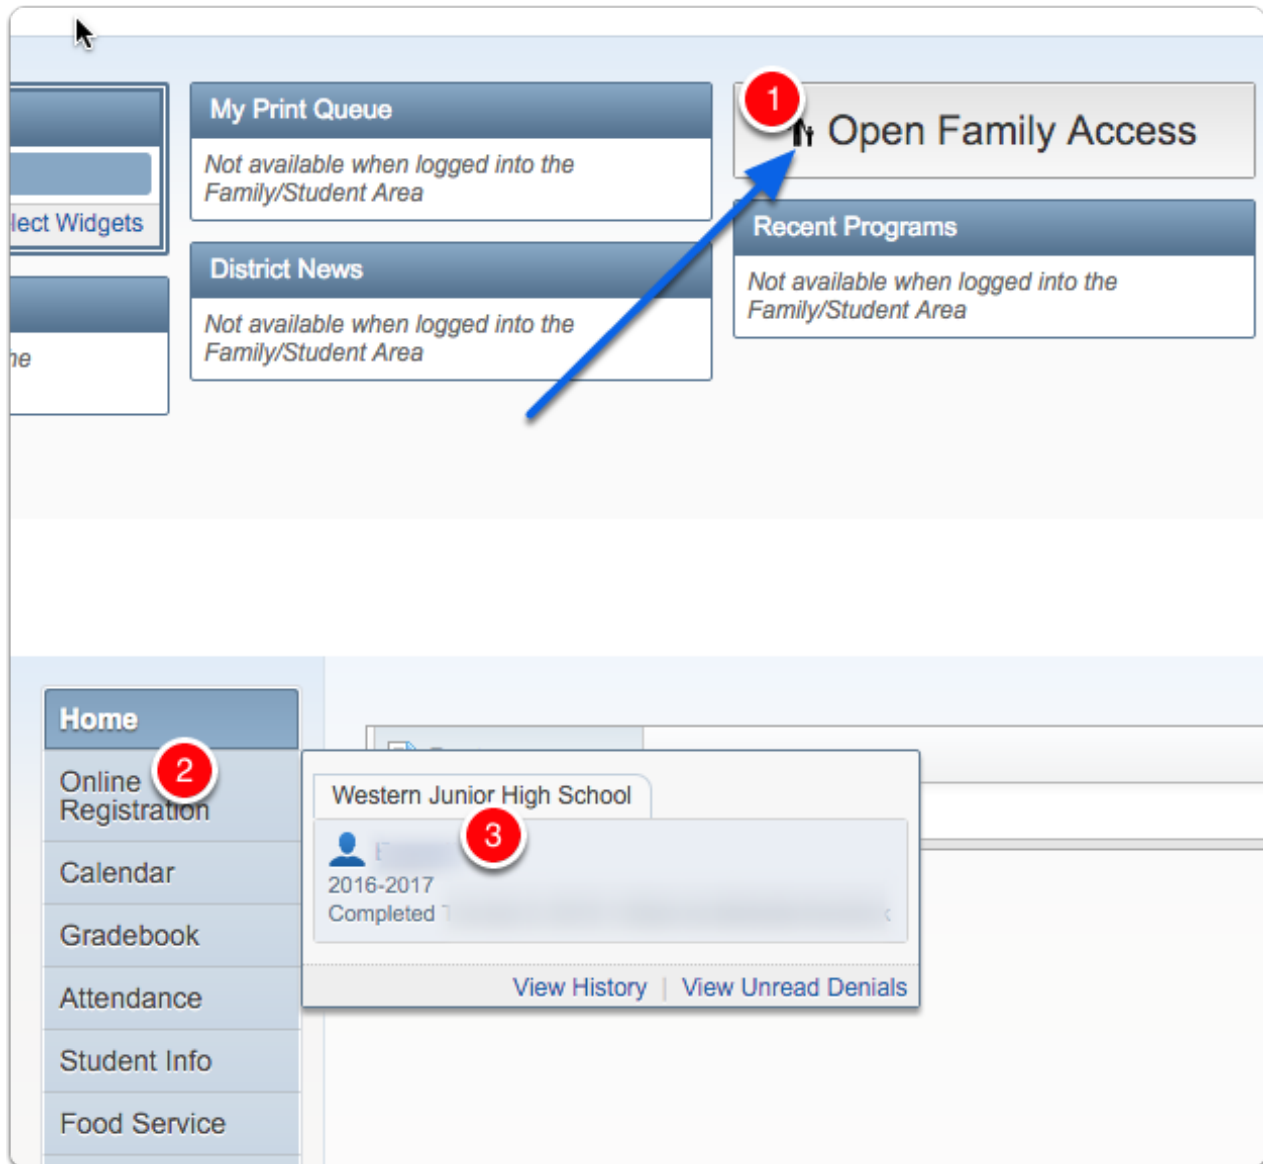 1
Open Family Access
My Print Queue
Not available when logged into the
Family/Student Area
lect Widgets
Recent Programs
Not available when logged into the
Family/Student Area
District News
Not available when logged into the
Family/Student Area
he
Home
2
Online
Registration
Calendar
Gradebook
Attendance
Student Info
Food Service
Western Junior High School
3
2016-2017
Completed T
View History | View Unread Denials